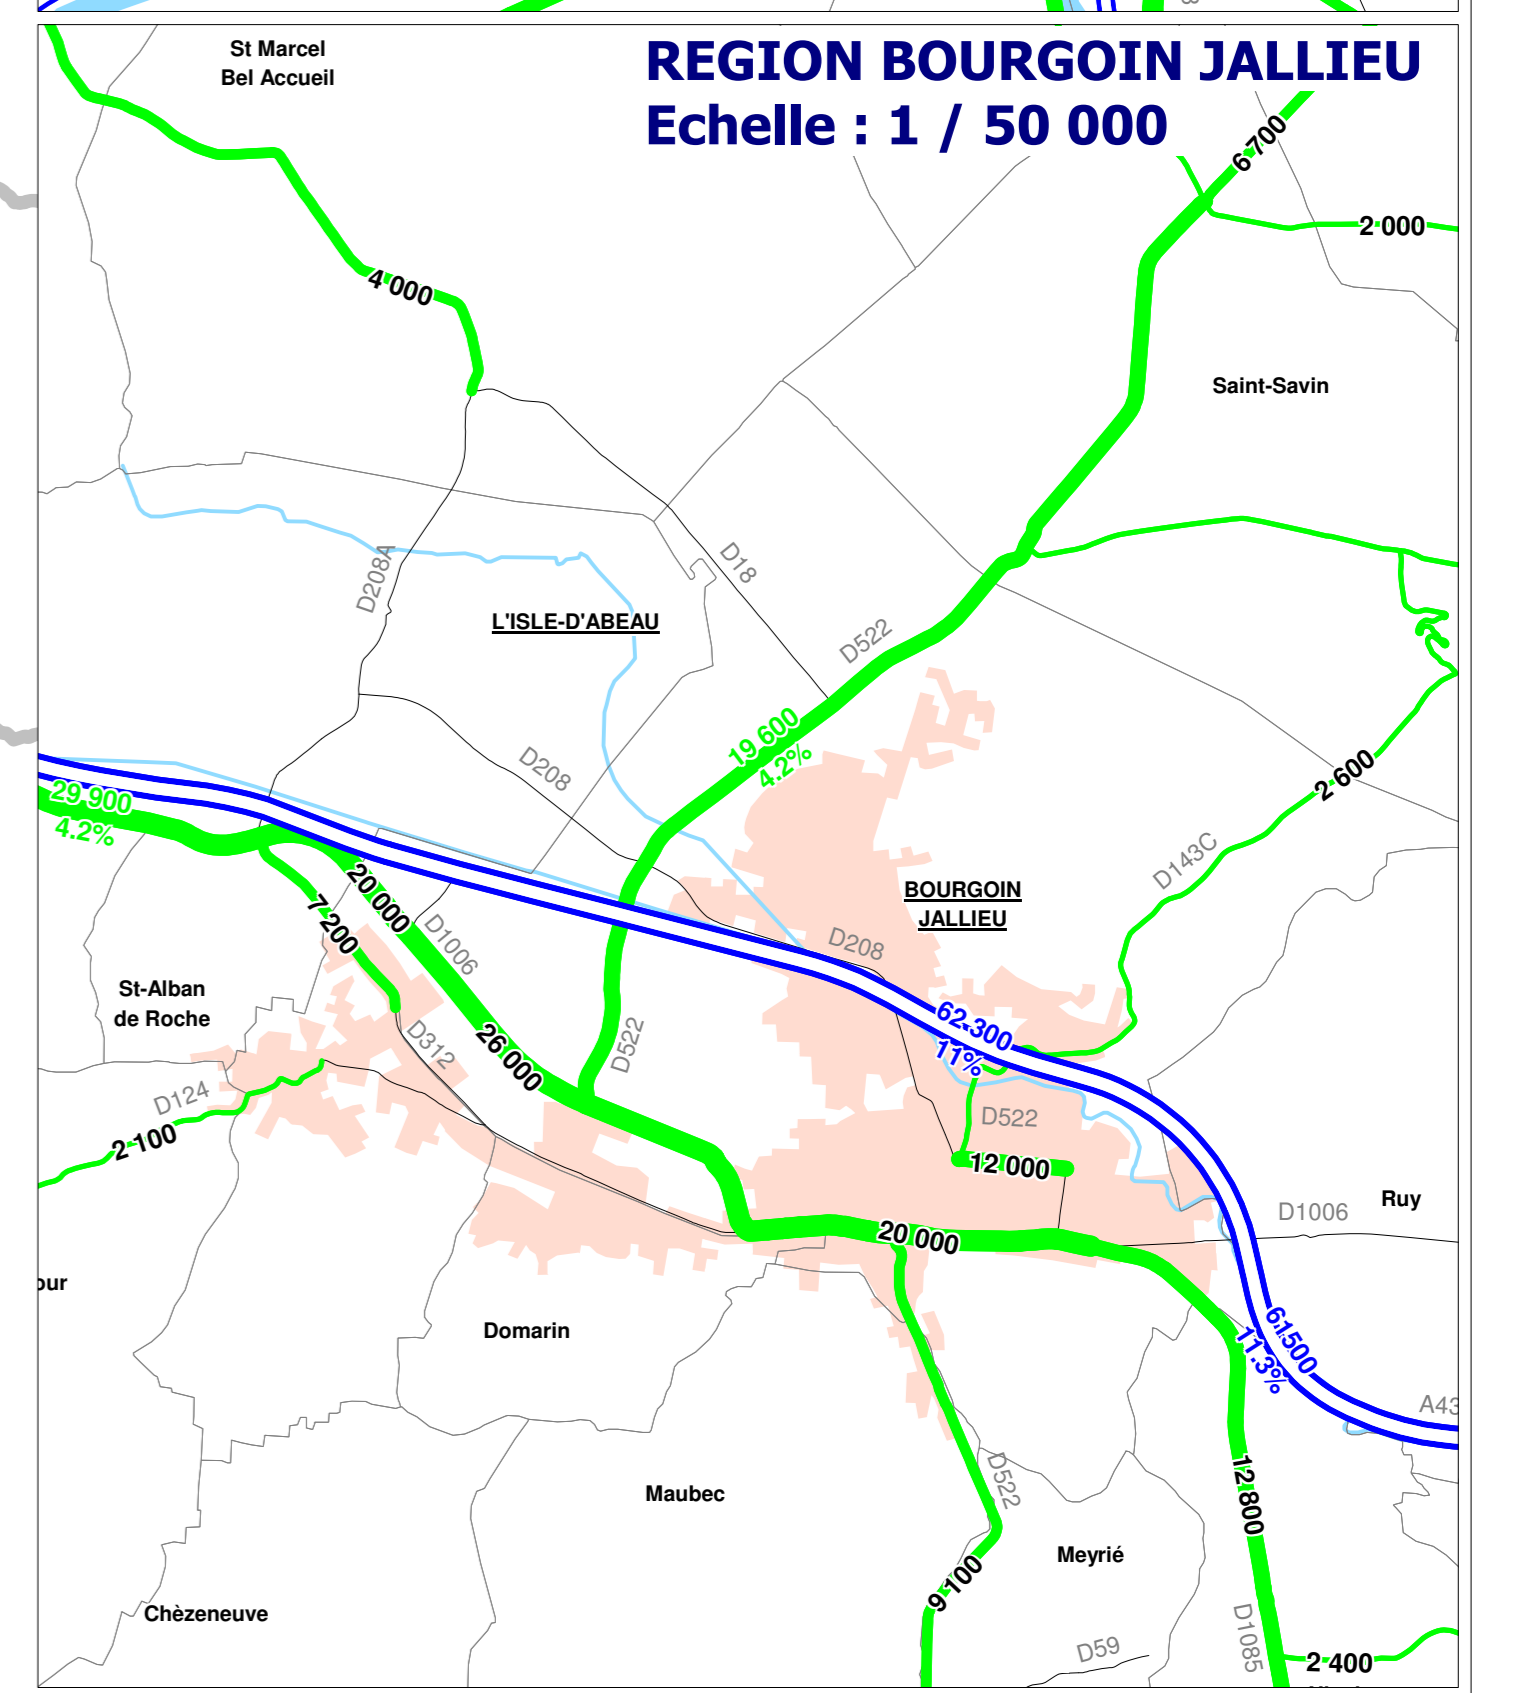 REGION BOURGOIN JALLIEU
Echelle : 1 / 50 000
St Marcel
Bel Accueil
6 700
2 000
4 000
Saint-Savin
D18
D208A
L'ISLE-D'ABEAU
D522
19 600
4.2%
D208
2 600
29 900
4.2%
D143C
20 000
7 200
BOURGOIN
JALLIEU
D1006
D208
St-Alban
de Roche
62 300
11%
D312
26 000
D522
D124
2 100
D522
12 000
Ruy
D1006
20 000
our
Domarin
61500
11.3%
A43
D522
12 800
Maubec
Meyrié
9 100
Chèzeneuve
D1085
D59
2 400